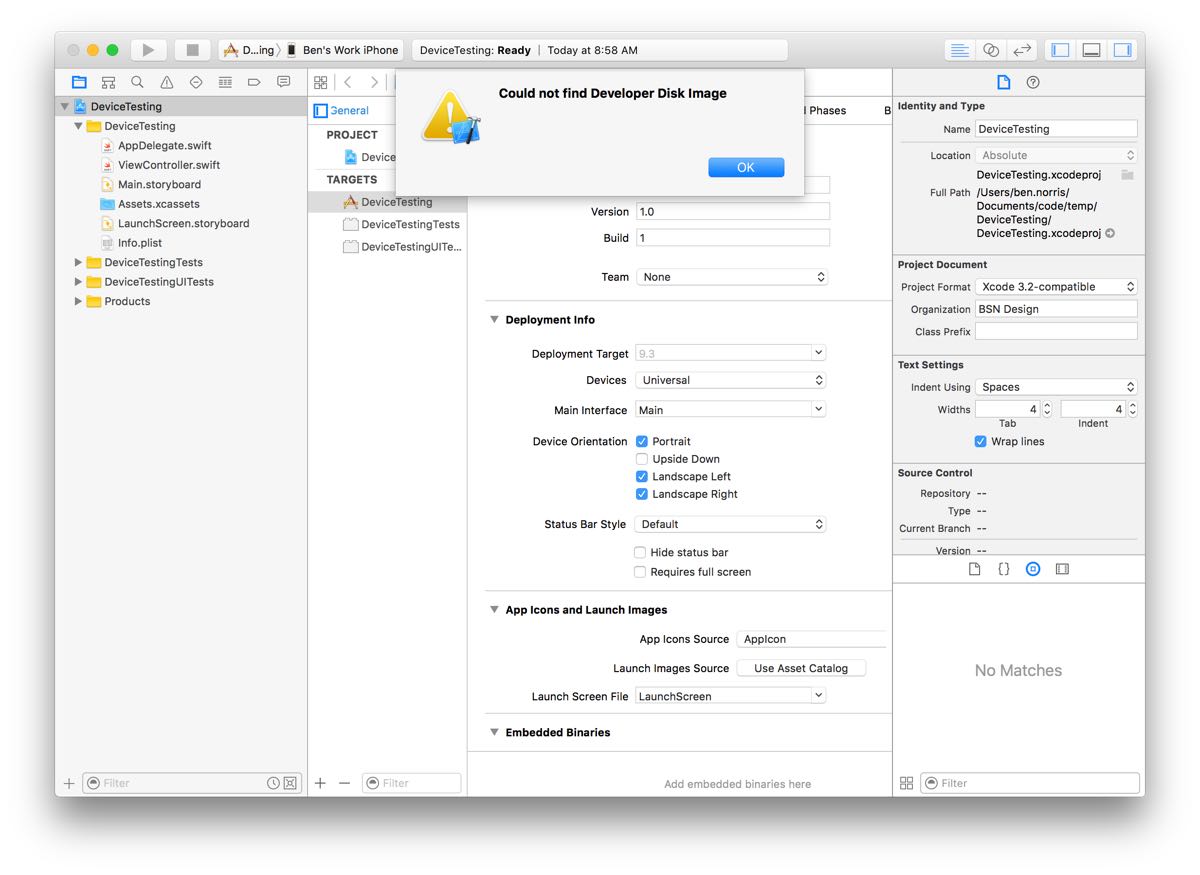 D...ing
Ben's Work iPhone
DeviceTesting: Ready | Today at 8:58 AM
DeviceTesting
DeviceTesting
AppDelegate.swift
ViewController.swift
Main.storyboard
Assets.xcassets
LaunchScreen.storyboard
Info.plist
DeviceTestingTests
DeviceTestingUITests
Products
Filter
General
PROJECT
Device
TARGETS
DeviceTesting
DeviceTestingTests
DeviceTestingUITe...
Filter
Could not find Developer Disk Image
OK
Phases
B
Version 1.0
Build 1
Team None
Deployment Info
Deployment Target 9.3
Devices Universal
Main Interface Main
Device Orientation Portrait
Upside Down
Landscape Left
Landscape Right
Status Bar Style Default
Hide status bar
Requires full screen
App Icons and Launch Images
App Icons Source AppIcon
Launch Images Source Use Asset Catalog
Launch Screen File LaunchScreen
Embedded Binaries
Add embedded binaries here
Identity and Type
Name DeviceTesting
Location Absolute
DeviceTesting.xcodeproj
Full Path /Users/ben.norris/
Documents/code/temp/
DeviceTesting/
DeviceTesting.xcodeproj
Project Document
Project Format Xcode 3.2-compatible
Organization BSN Design
Class Prefix
Text Settings
Indent Using Spaces
Widths 4 4
Tab Indent
Wrap lines
Source Control
Repository --
Type --
Current Branch --
Version --
{}
No Matches
Filter